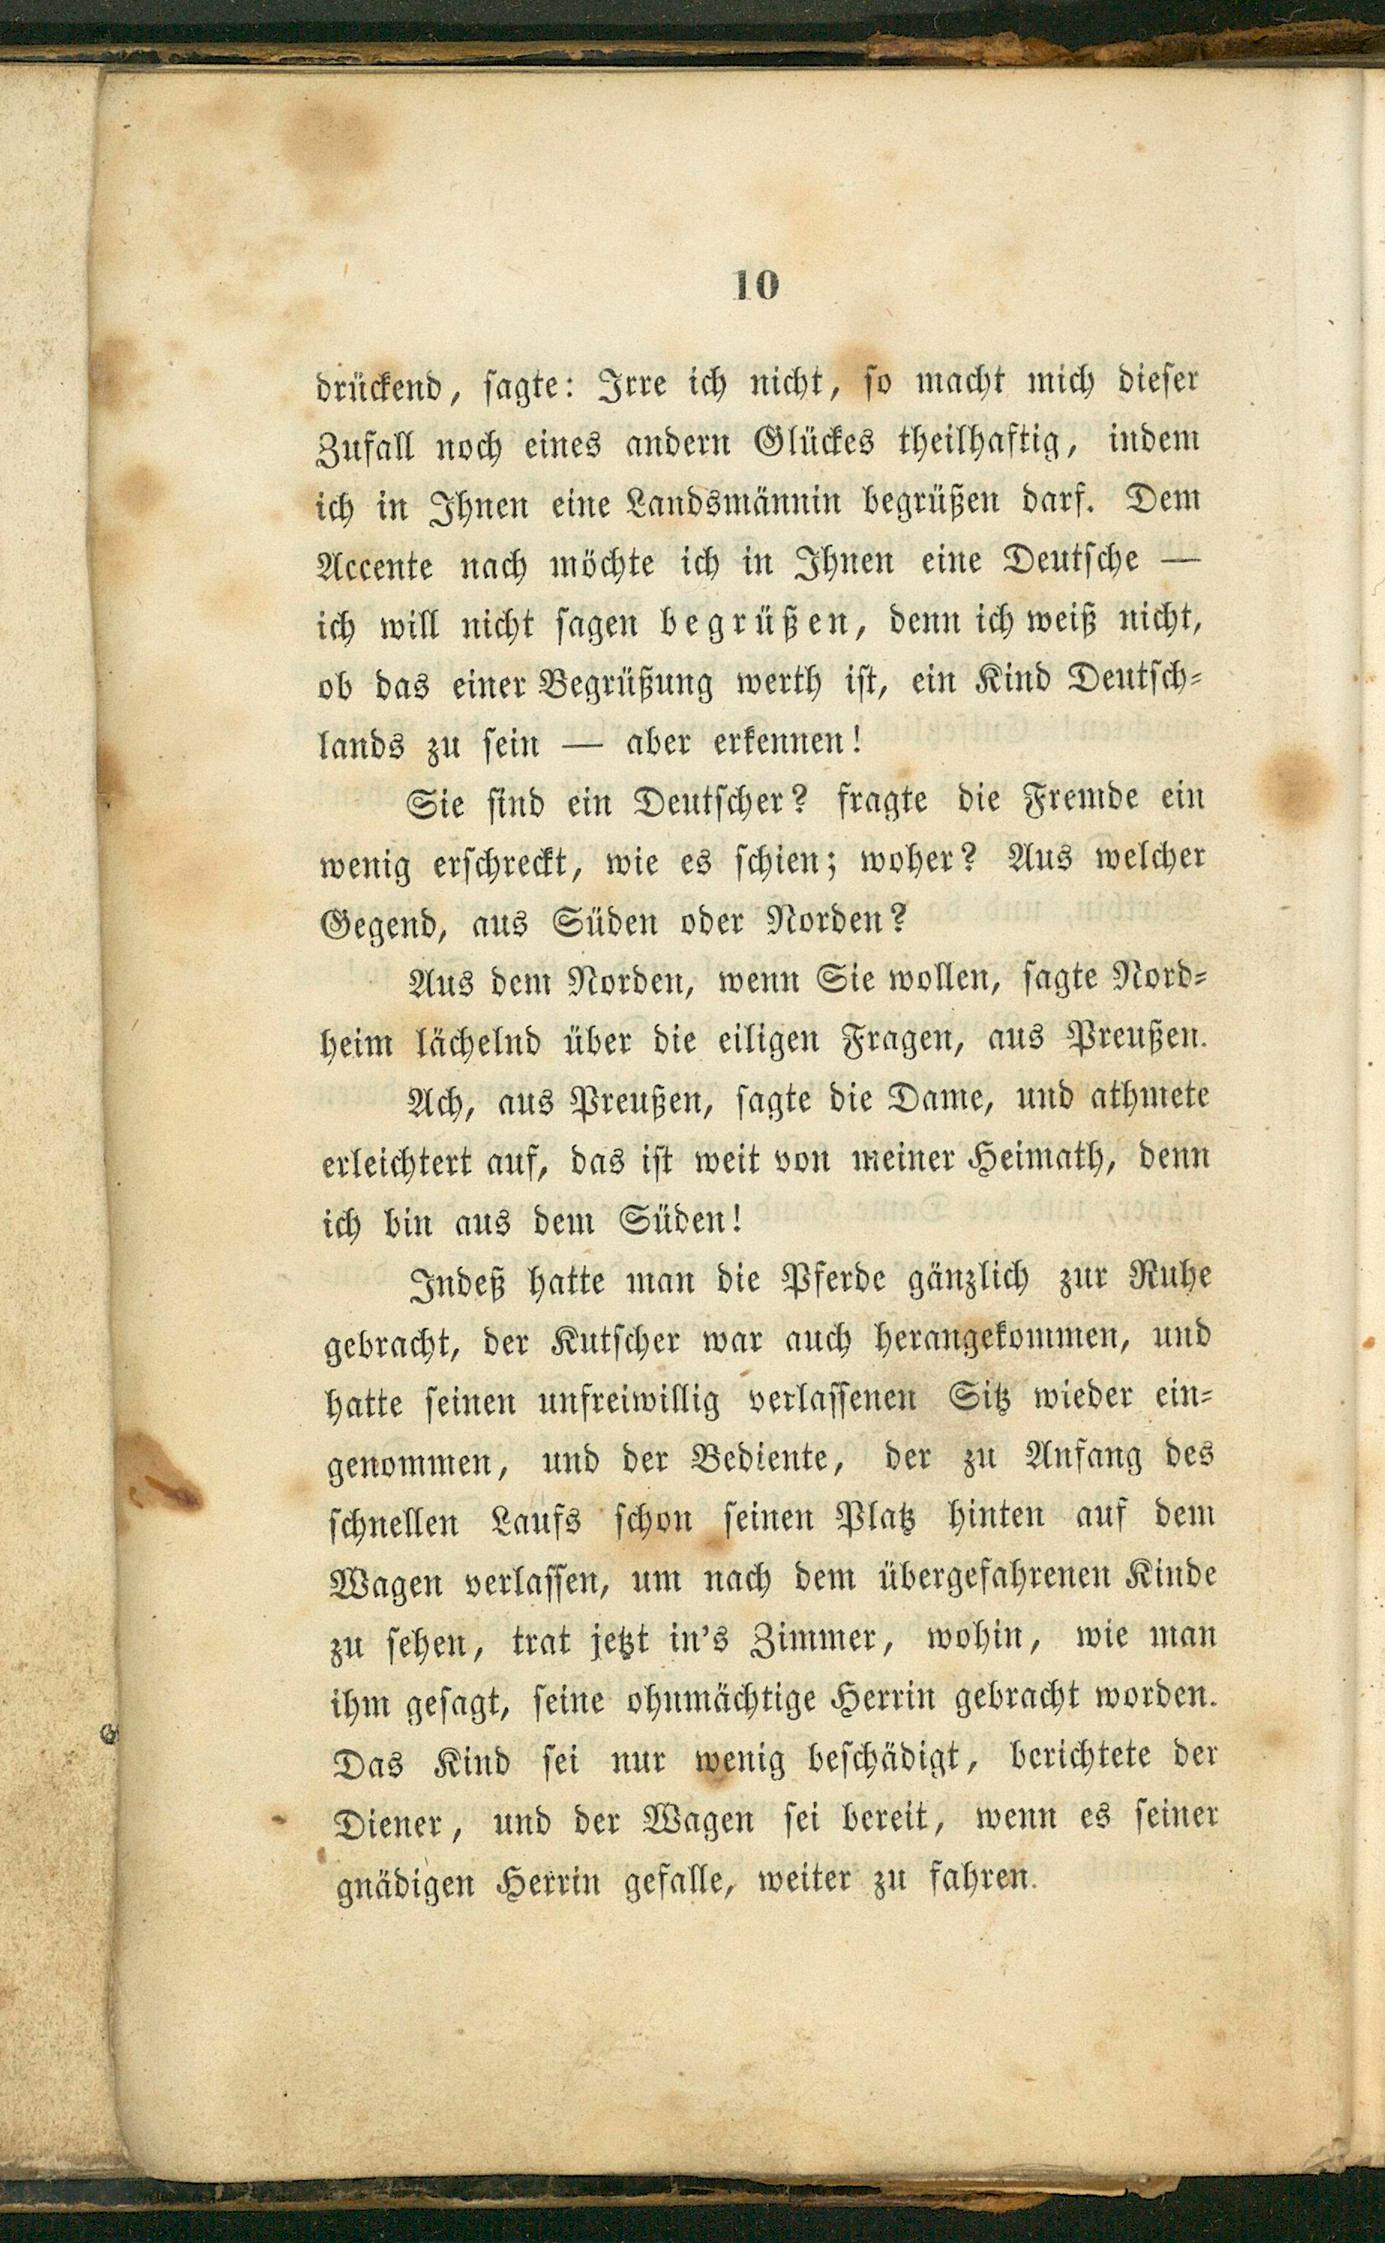 10
drückend, sagte: Irre ich nicht, so macht mich dieser
Zufall noch eines andern Glückes theilhaftig, indem
ich in Ihnen eine Landsmännin begrüßen darf. Dem
Accente nach möchte ich in Ihnen eine Deutsche —
ich will nicht sagen begrüßen, denn ich weiß nicht,
ob das einer Begrüßung werth ist, ein Kind Deutsch-
lands zu sein — aber erkennen!
Sie sind ein Deutscher? fragte die Fremde ein
wenig erschreckt, wie es schien; woher? Aus welcher
Gegend, aus Süden oder Norden?
Aus dem Norden, wenn Sie wollen, sagte Nord-
heim lächelnd über die eiligen Fragen, aus Preußen.
Ach, aus Preußen, sagte die Dame, und athmete
erleichtert auf, das ist weit von meiner Heimath, denn
ich bin aus dem Süden!
Indeß hatte man die Pferde gänzlich zur Ruhe
gebracht, der Kutscher war auch herangekommen, und
hatte seinen unfreiwillig verlassenen Sitz wieder ein-
genommen, und der Bediente, der zu Anfang des
schnellen Laufs schon seinen Platz hinten auf dem
Wagen verlassen, um nach dem übergefahrenen Kinde
zu sehen, trat jetzt in's Zimmer, wohin, wie man
ihm gesagt, seine ohnmächtige Herrin gebracht worden.
Das Kind sei nur wenig beschädigt, berichtete der
Diener, und der Wagen sei bereit, wenn es seiner
gnädigen Herrin gefalle, weiter zu fahren.